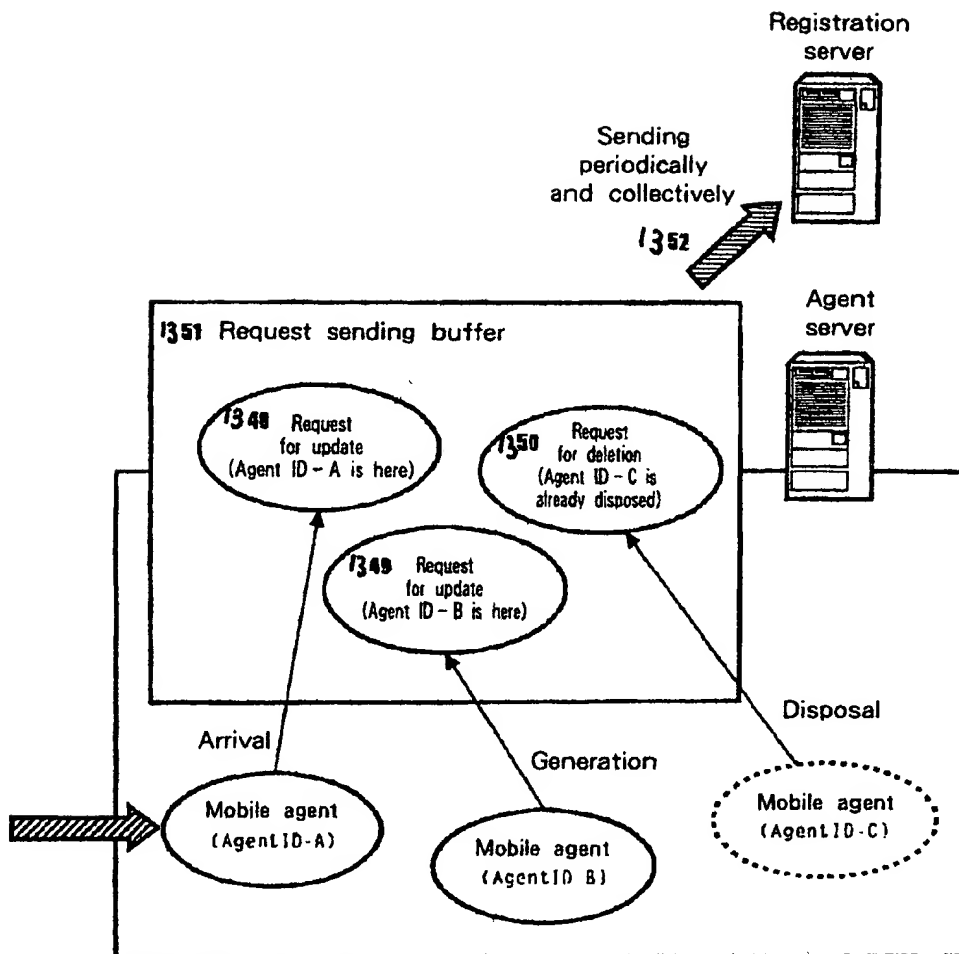 Registration
server
Sending
periodically
and collectively
1352
Agent
server
1351 Request sending buffer
1348 Request
for update
(Agent ID-A is here)
1350 Request
for deletion
(Agent ID-C is
already disposed)
1349 Request
for update
(Agent ID-B is here)
Arrival
Generation
Disposal
Mobile agent
(AgentID-A)
Mobile agent
(AgentID B)
Mobile agent
(AgentID-C)